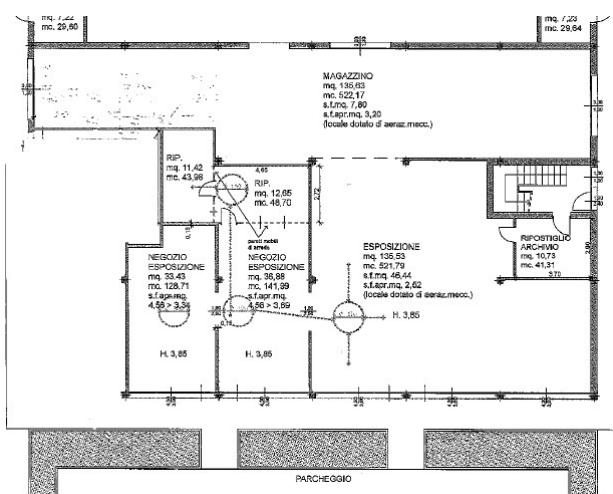 mq. 7,22
mc. 29,60
mq. 7,23
mc. 29,64
MAGAZZINO
mq. 135,63
mc. 522,17
s.f.mq. 7,80
s.f.apr.mq. 3,20
(locale dotato di aeraz.mecc.)
RIP.
mq. 11,42
mc. 43,98
4,65
RIP.
mq. 12,65
mc. 48,70
2,72
pareti mobili
di arredo
NEGOZIO
ESPOSIZIONE
mq. 33,43
mc. 128,71
s.f.apr.mq.
4,56 > 3,34
H. 3,85
NEGOZIO
ESPOSIZIONE
mq. 36,88
mc. 141,99
s.f.apr.mq.
4,56 > 3,69
H. 3,85
ESPOSIZIONE
mq. 135,53
mc. 521,79
s.f.mq. 46,44
s.f.apr.mq. 2,52
(locale dotato di aeraz.mecc.)
H. 3,85
RIPOSTIGLIO
ARCHIVIO
mq. 10,73
mc. 41,31
3,70
PARCHEGGIO